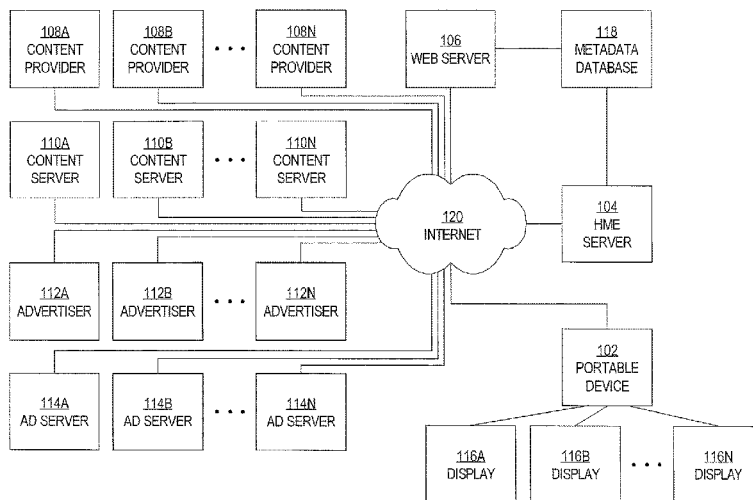 108A
CONTENT
PROVIDER
108B
CONTENT
PROVIDER
108N
CONTENT
PROVIDER
106
WEB SERVER
118
METADATA
DATABASE
110A
CONTENT
SERVER
110B
CONTENT
SERVER
110N
CONTENT
SERVER
120
INTERNET
104
HME
SERVER
112A
ADVERTISER
112B
ADVERTISER
112N
ADVERTISER
102
PORTABLE
DEVICE
114A
AD SERVER
114B
AD SERVER
114N
AD SERVER
116A
DISPLAY
116B
DISPLAY
116N
DISPLAY